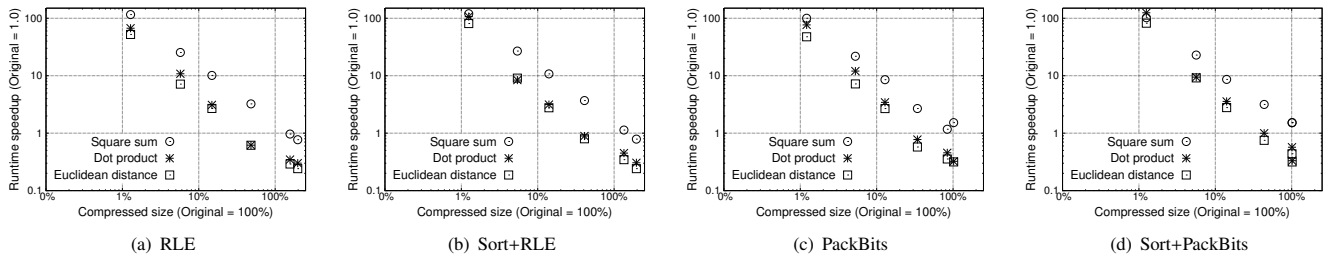 Runtime speedup (Original = 1.0)
100
10
1
0.1
Square sum
Dot product
Euclidean distance
0% 1% 10% 100%
Compressed size (Original = 100%)
(a) RLE
Runtime speedup (Original = 1.0)
100
10
1
0.1
Square sum
Dot product
Euclidean distance
0% 1% 10% 100%
Compressed size (Original = 100%)
(b) Sort+RLE
Runtime speedup (Original = 1.0)
100
10
1
0.1
Square sum
Dot product
Euclidean distance
0% 1% 10% 100%
Compressed size (Original = 100%)
(c) PackBits
Runtime speedup (Original = 1.0)
100
10
1
0.1
Square sum
Dot product
Euclidean distance
0% 1% 10% 100%
Compressed size (Original = 100%)
(d) Sort+PackBits